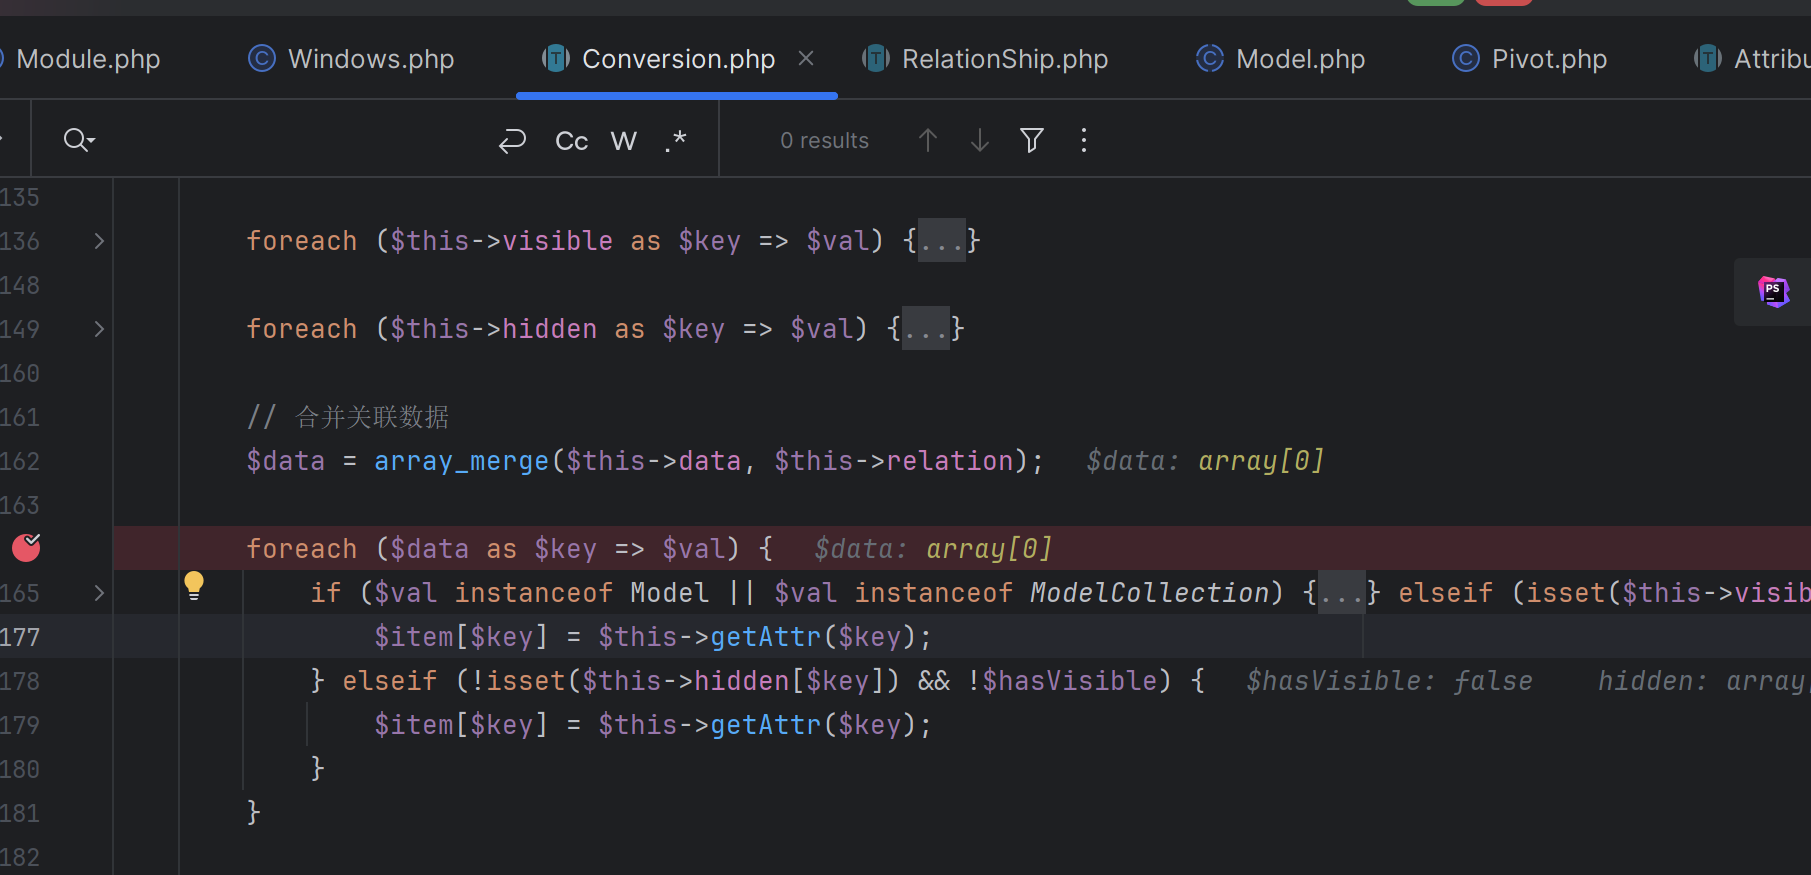 Module.php Windows.php Conversion.php RelationShip.php Model.php Pivot.php Attribu
Cc W .* 0 results
135
136 foreach ($this->visible as $key => $val) {...}
148
149 foreach ($this->hidden as $key => $val) {...}
160
161 // 合并关联数据
162 $data = array_merge($this->data, $this->relation); $data: array[0]
163
foreach ($data as $key => $val) { $data: array[0]
165 if ($val instanceof Model || $val instanceof ModelCollection) {...} elseif (isset($this->visib
177 $item[$key] = $this->getAttr($key);
178 } elseif (!isset($this->hidden[$key]) && !$hasVisible) { $hasVisible: false hidden: array
179 $item[$key] = $this->getAttr($key);
180 }
181 }
182
PS